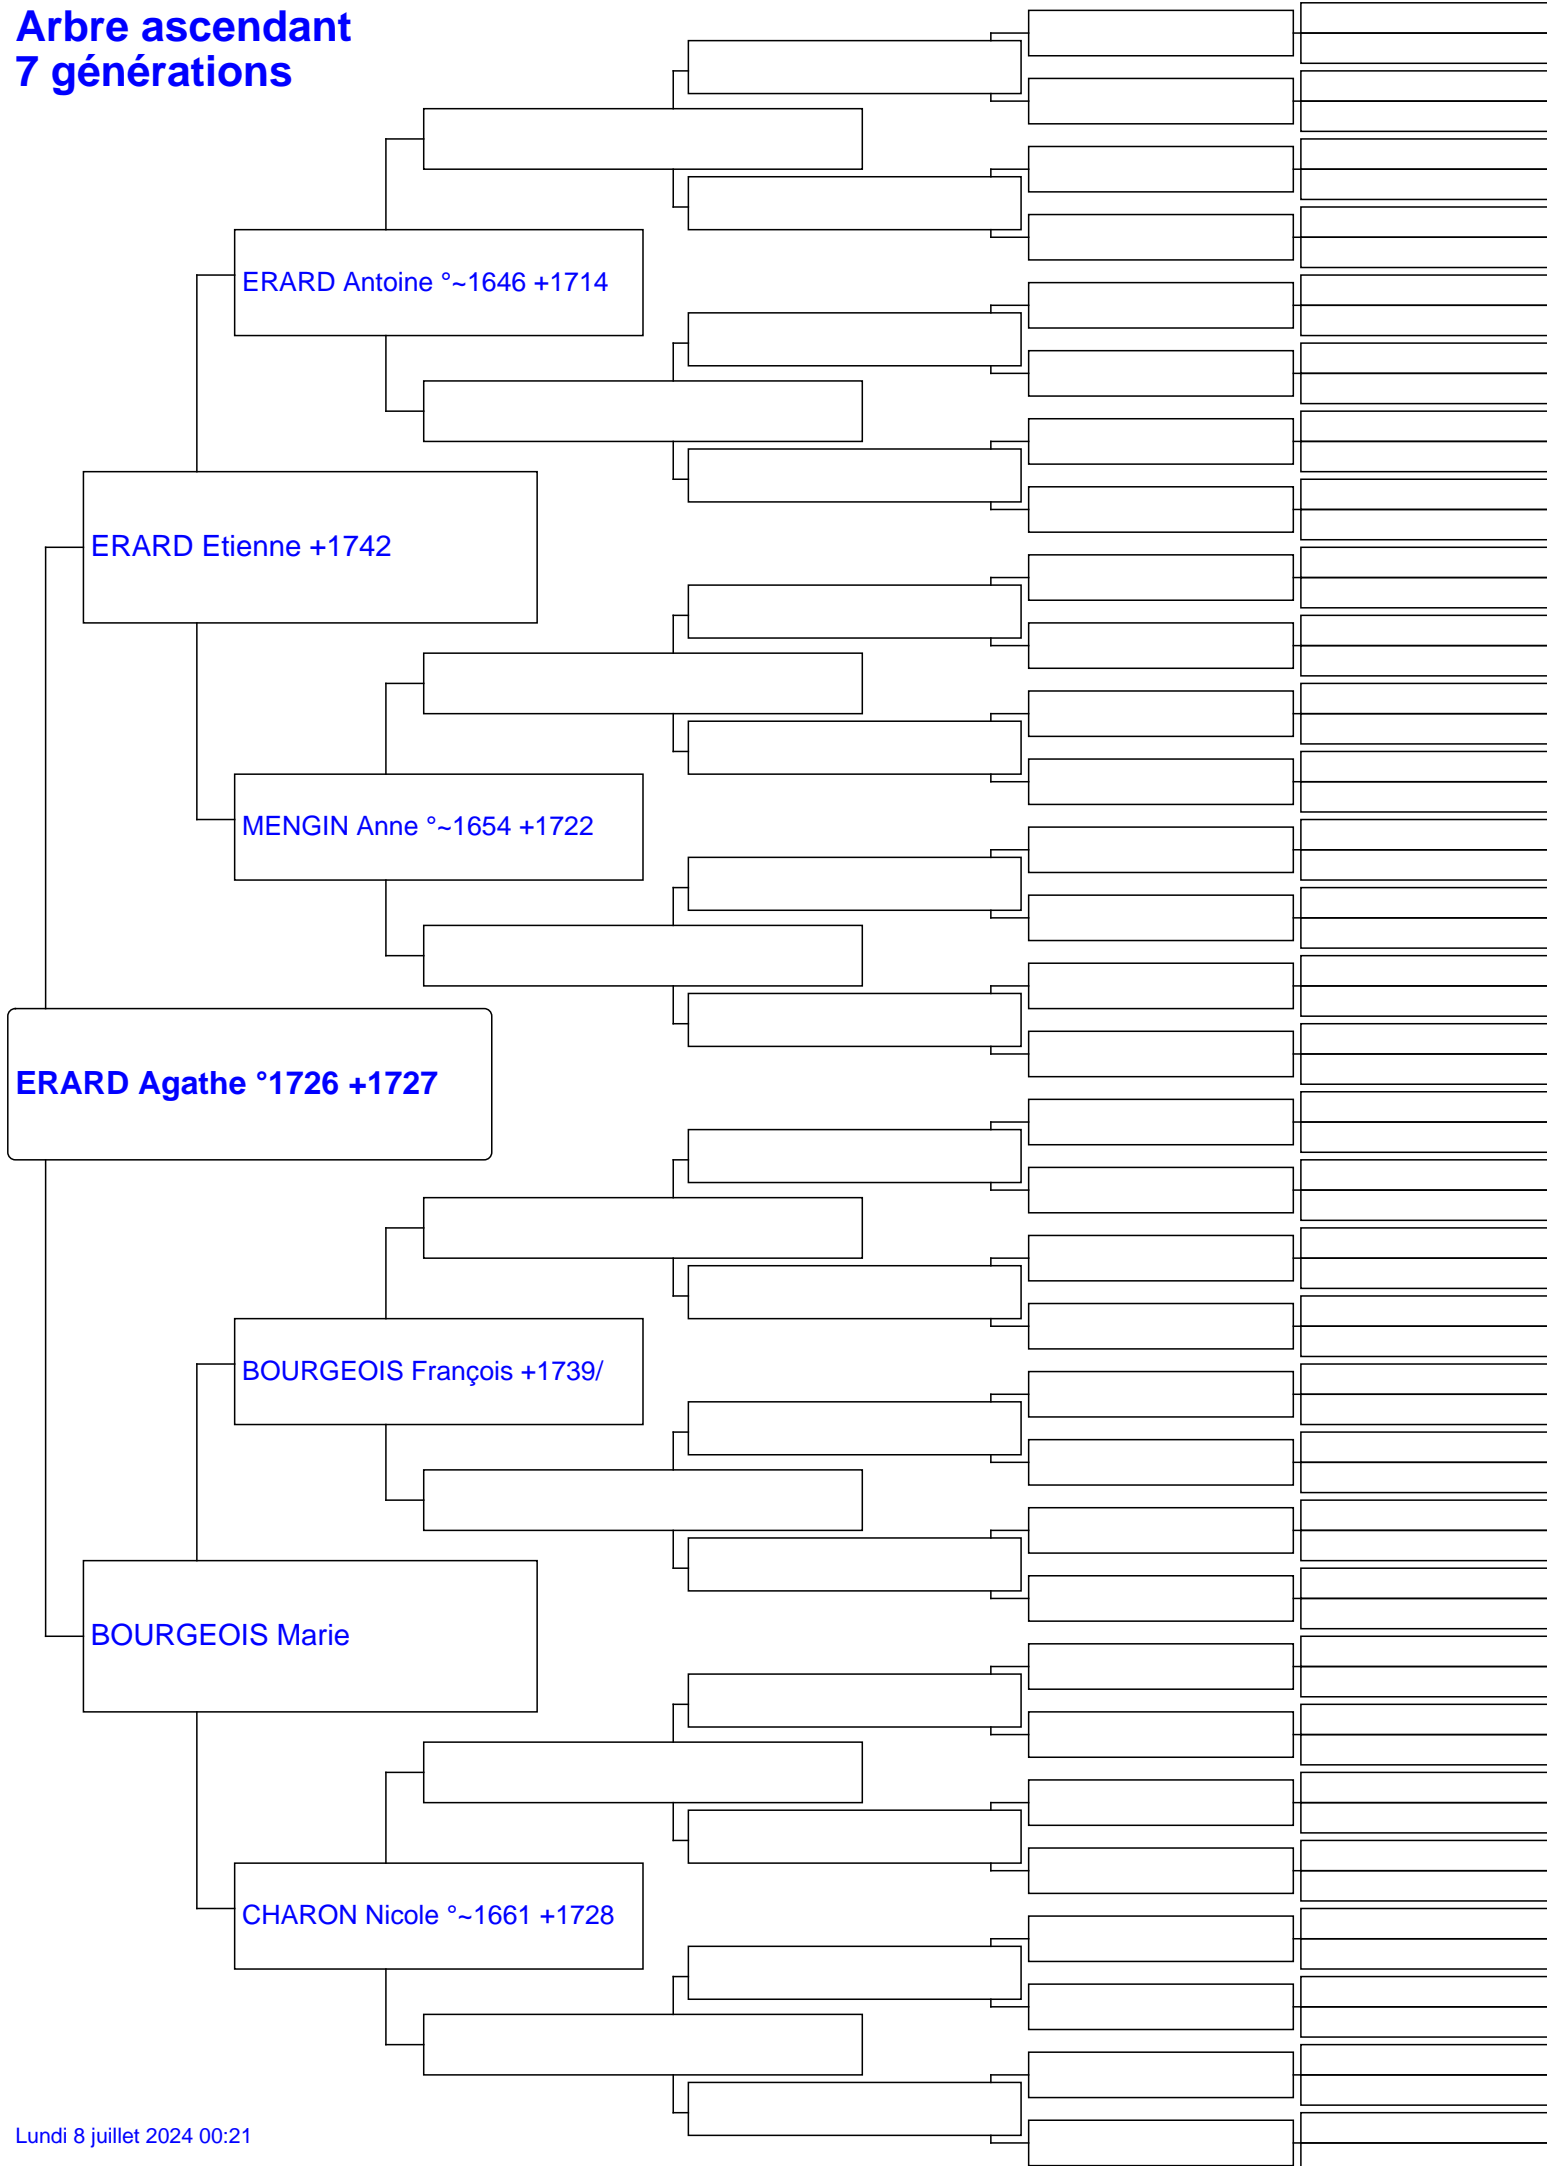 Arbre ascendant
7 générations
ERARD Antoine °~1646 +1714
ERARD Etienne +1742
MENGIN Anne °~1654 +1722
ERARD Agathe °1726 +1727
BOURGEOIS François +1739/
BOURGEOIS Marie
CHARON Nicole °~1661 +1728
Lundi 8 juillet 2024 00:21